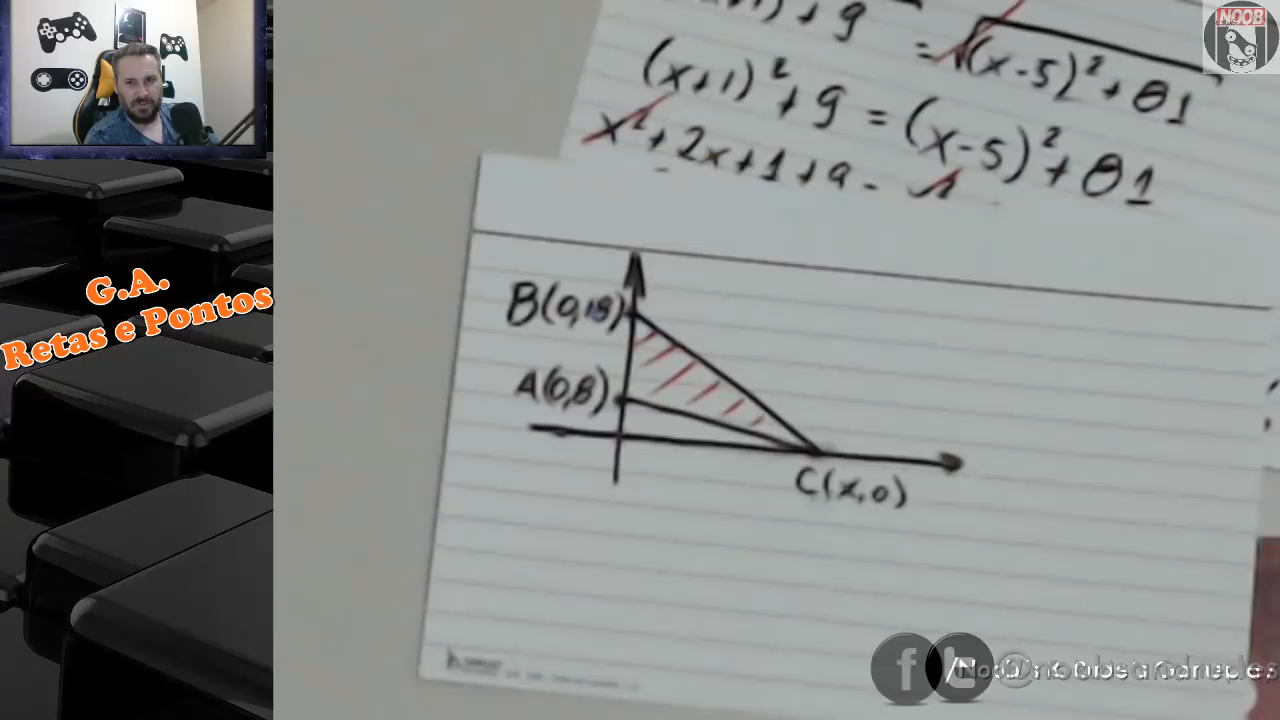 + 9 = √(x-5)² + 81
(x+1)² + 9 = (x-5)² + 81
x² + 2x + 1 + 9 -
B(0,18)
A(0,8)
C(x,0)
G.A.
Retas e Pontos
NOOB